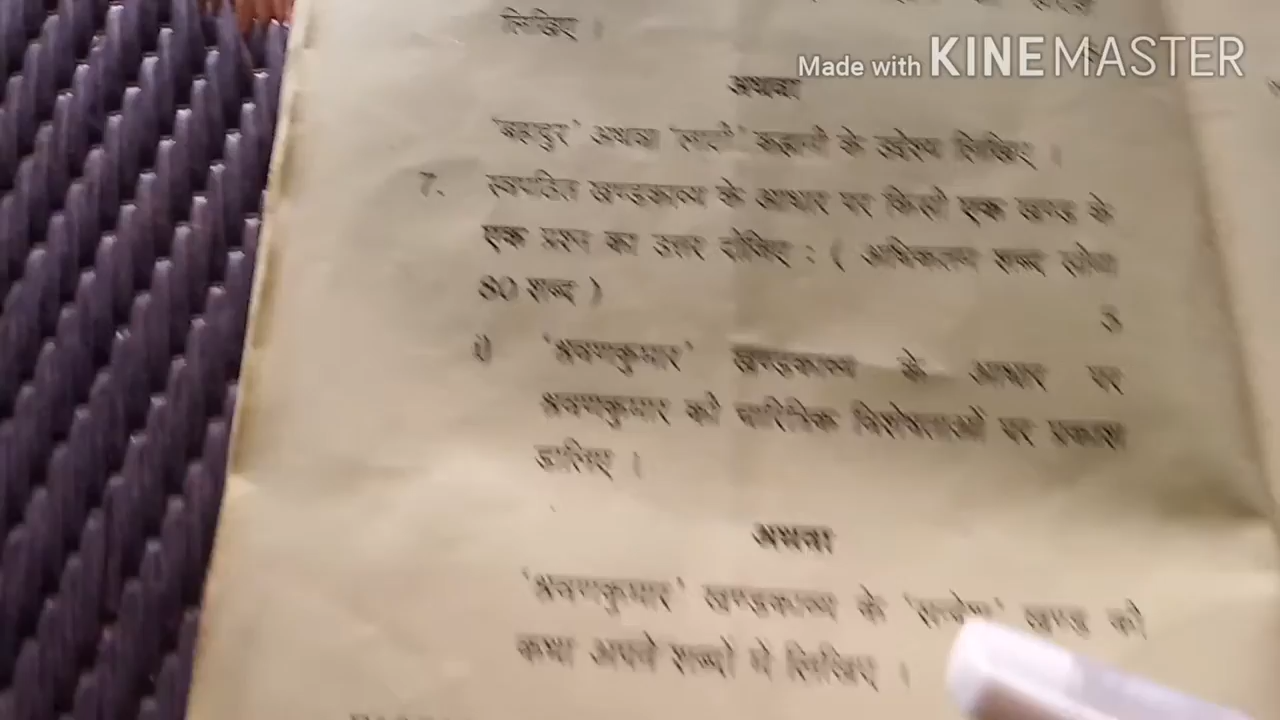 लिखिए ।
Made with KINEMASTER
अथवा
'बहादुर' अथवा 'लाटी' कहानी के उद्देश्य लिखिए ।
7. स्वपठित खण्डकाव्य के आधार पर किसी एक खण्ड के
एक प्रश्न का उत्तर दीजिए : ( अधिकतम शब्द सीमा
80 शब्द )
5
i) 'श्रवणकुमार' खण्डकाव्य के आधार पर
श्रवणकुमार की चारित्रिक विशेषताओं पर प्रकाश
डालिए ।
अथवा
'श्रवणकुमार' खण्डकाव्य के 'सन्देश' खण्ड की
कथा अपने शब्दों में लिखिए ।